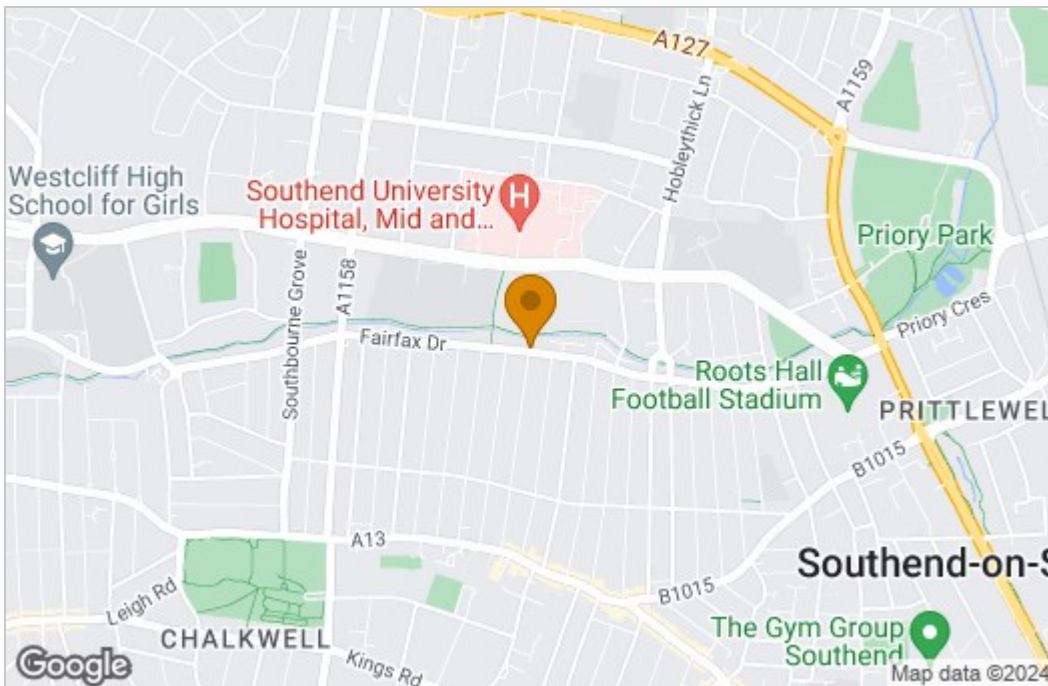 A127
A1159
Hobleythick Ln
Westcliff High
School for Girls
Southend University
Hospital, Mid and...
H
Priory Park
Southbourne Grove
A1158
Priory Cres
Fairfax Dr
Roots Hall
Football Stadium
PRITTLEWEL
B1015
A13
Southend-on-S
Leigh Rd
B1015
CHALKWELL
The Gym Group
Southend
Kings Rd
Google
Map data ©2024